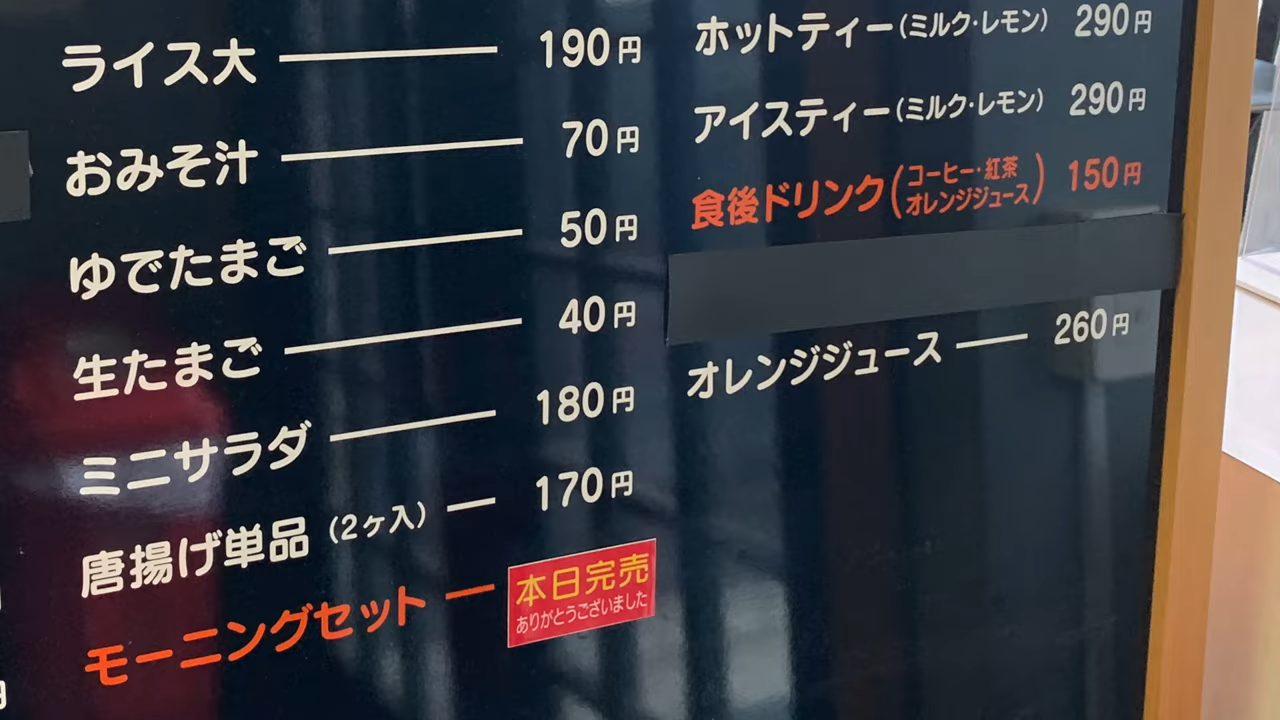 ライス大 190円
おみそ汁 70円
ゆでたまご 50円
生たまご 40円
ミニサラダ 180円
唐揚げ単品 (2ヶ入) 170円
モーニングセット 本日完売
ありがとうございました
ホットティー(ミルク・レモン) 290円
アイスティー(ミルク・レモン) 290円
食後ドリンク(コーヒー・紅茶 オレンジジュース) 150円
オレンジジュース 260円